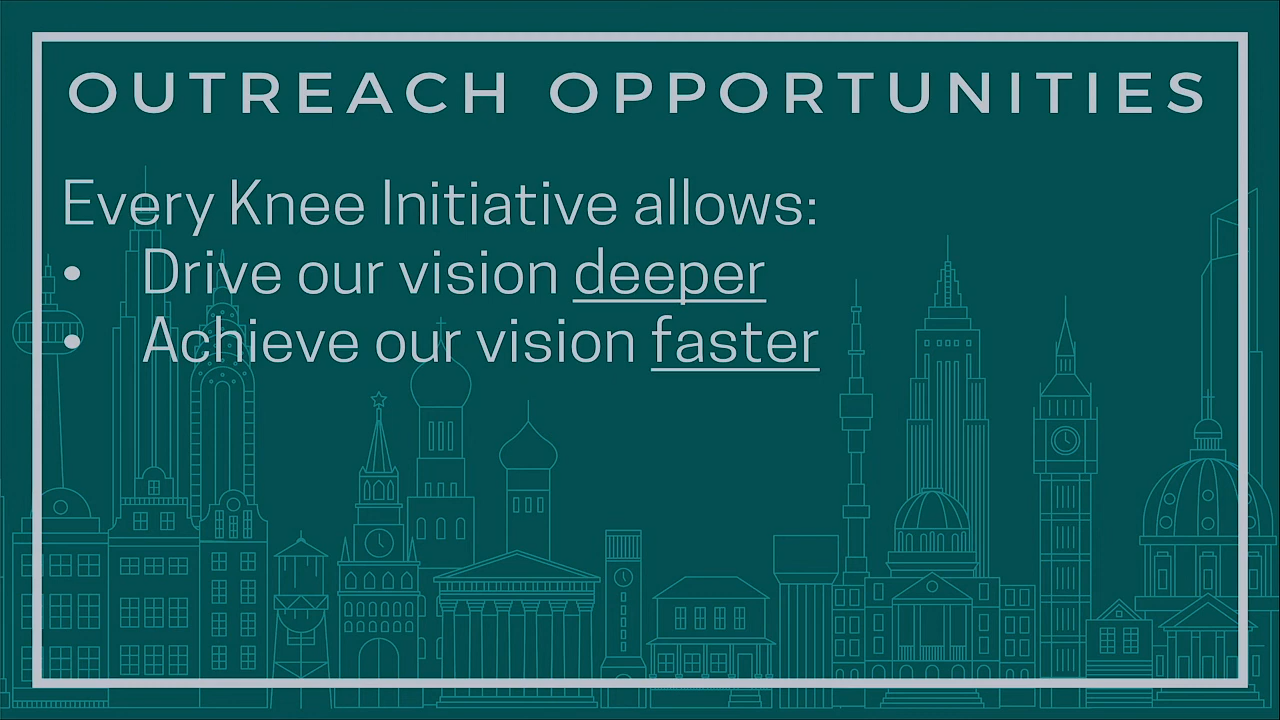 OUTREACH OPPORTUNITIES
Every Knee Initiative allows:
• Drive our vision deeper
• Achieve our vision faster